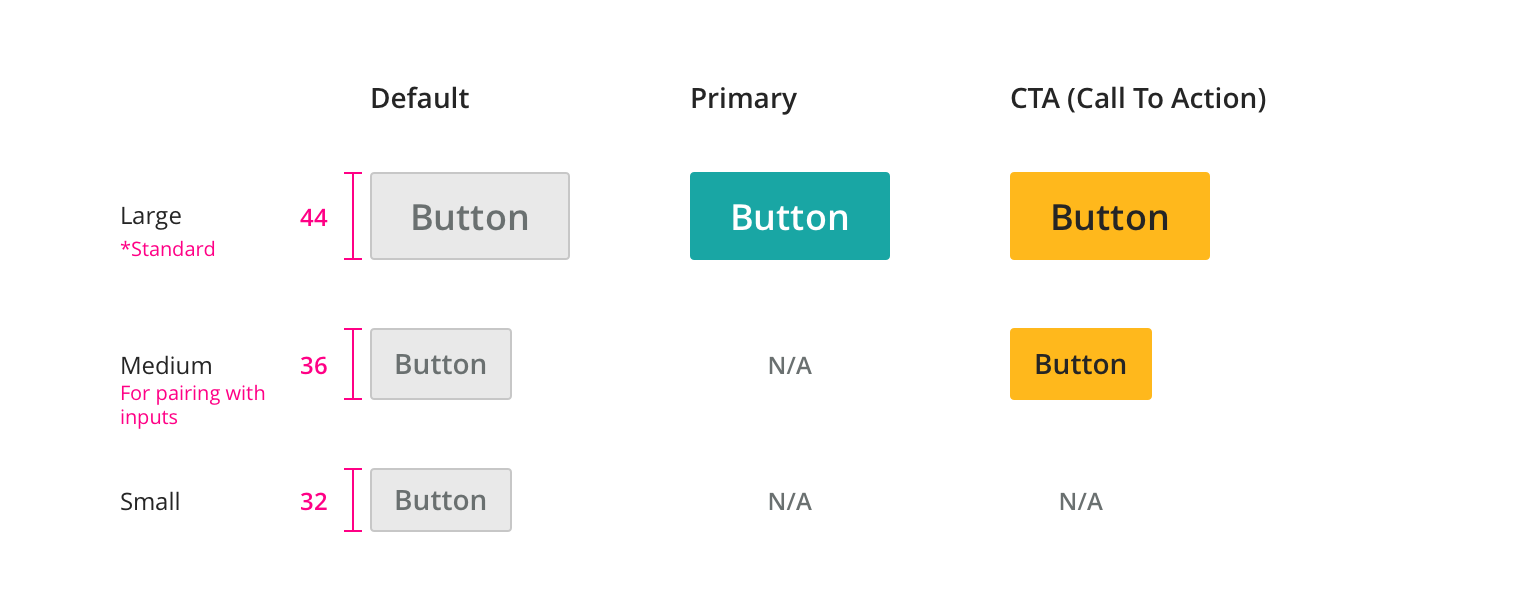 Default Primary CTA (Call To Action)
Large 44 Button Button Button
*Standard
Medium 36 Button N/A Button
For pairing with
inputs
Small 32 Button N/A N/A